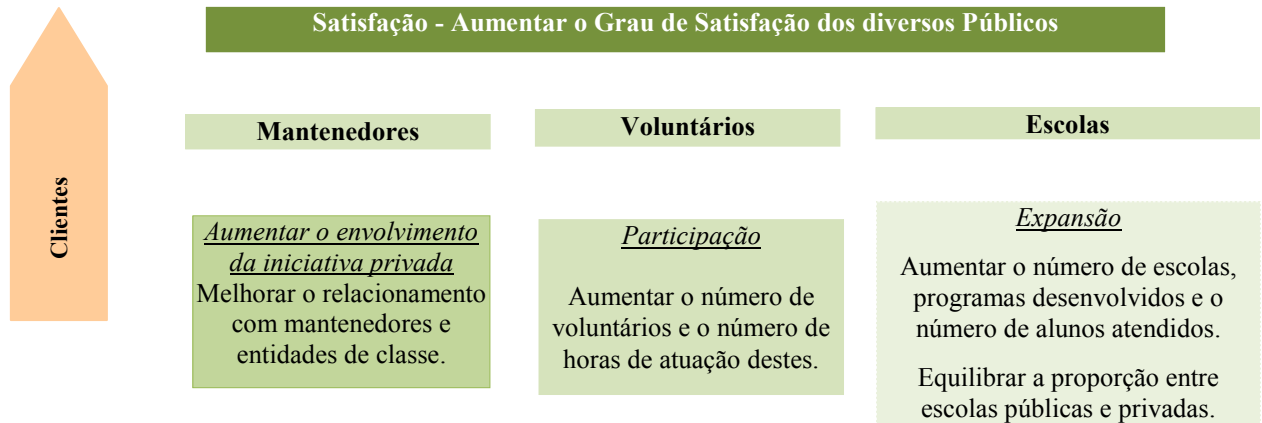 Satisfação - Aumentar o Grau de Satisfação dos diversos Públicos
Clientes
Mantenedores
Voluntários
Escolas
Aumentar o envolvimento
da iniciativa privada
Melhorar o relacionamento
com mantenedores e
entidades de classe.
Participação
Aumentar o número de
voluntários e o número de
horas de atuação destes.
Expansão
Aumentar o número de escolas,
programas desenvolvidos e o
número de alunos atendidos.
Equilibrar a proporção entre
escolas públicas e privadas.